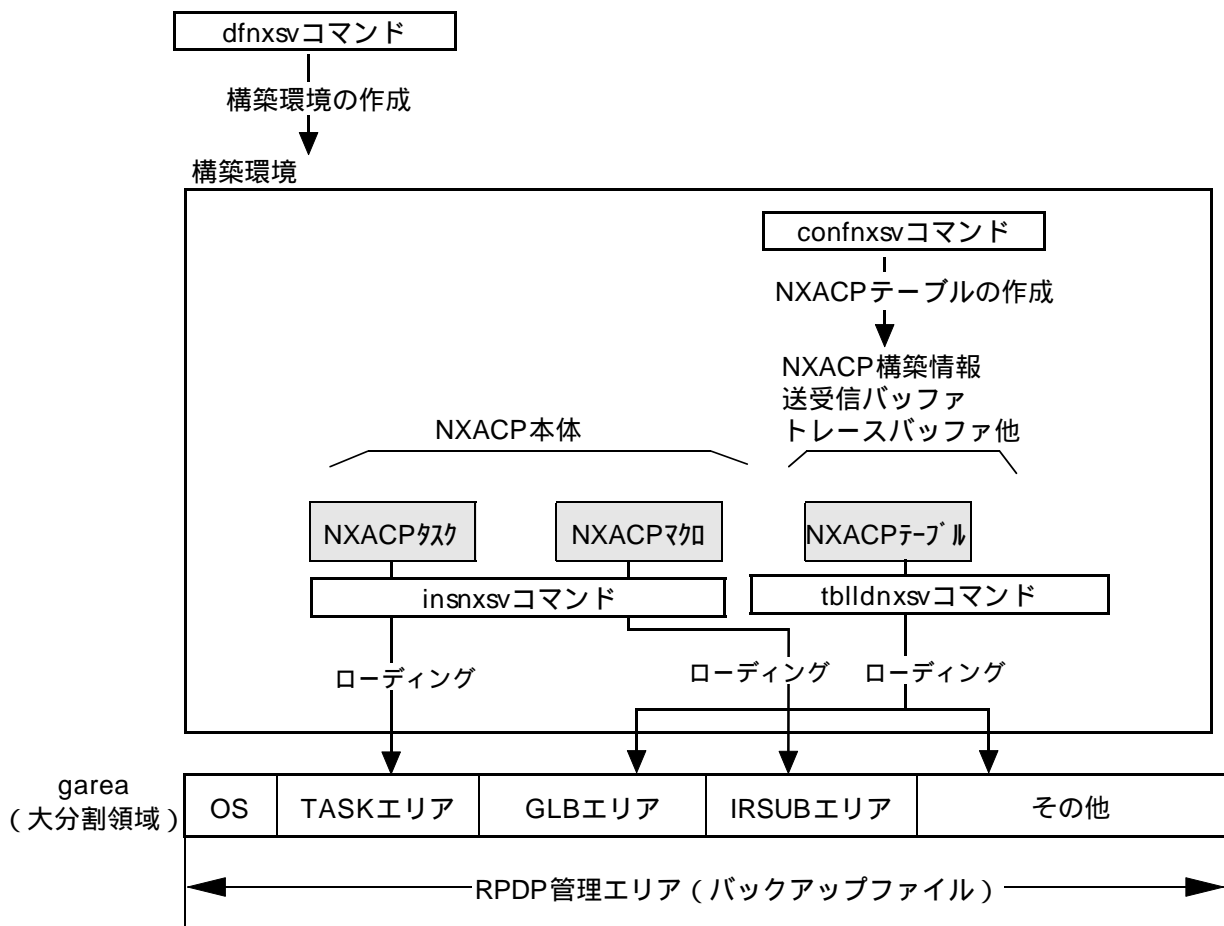 dfnxsvコマンド
構築環境の作成
構築環境
confnxsvコマンド
NXACPテーブルの作成
NXACP構築情報
送受信バッファ
トレースバッファ他
NXACP本体
NXACPﾀｽｸ
NXACPﾏｸﾛ
NXACPﾃｰﾌﾞﾙ
insnxsvコマンド
tblldnxsvコマンド
ローディング
ローディング
ローディング
garea
(大分割領域)
OS
TASKエリア
GLBエリア
IRSUBエリア
その他
RPDP管理エリア(バックアップファイル)